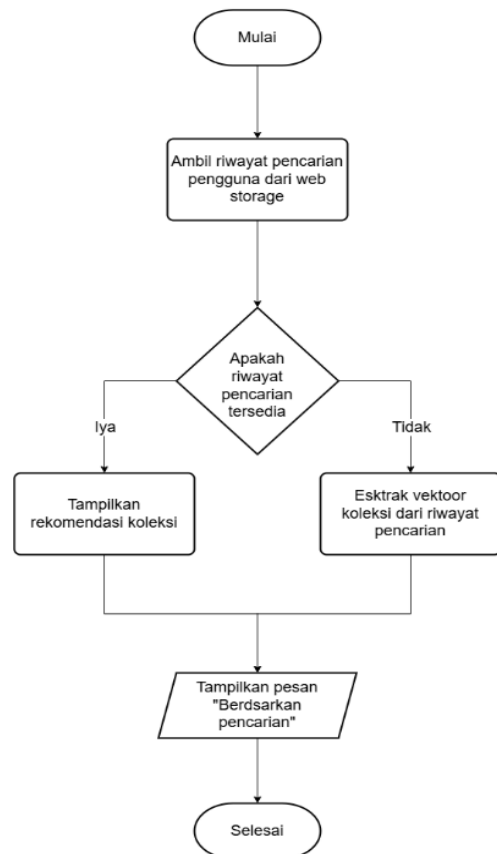 Mulai
Ambil riwayat pencarian
pengguna dari web
storage
Apakah
riwayat
pencarian
tersedia
Iya
Tidak
Tampilkan
rekomendasi koleksi
Esktrak vektoor
koleksi dari riwayat
pencarian
Tampilkan pesan
"Berdsarkan
pencarian"
Selesai